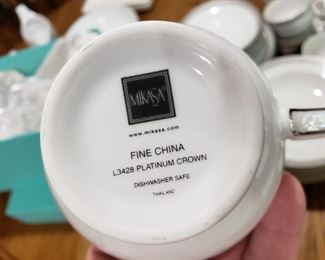 MIKASA
www.mikasa.com
FINE CHINA
L3428 PLATINUM CROWN
DISHWASHER SAFE
THAILAND